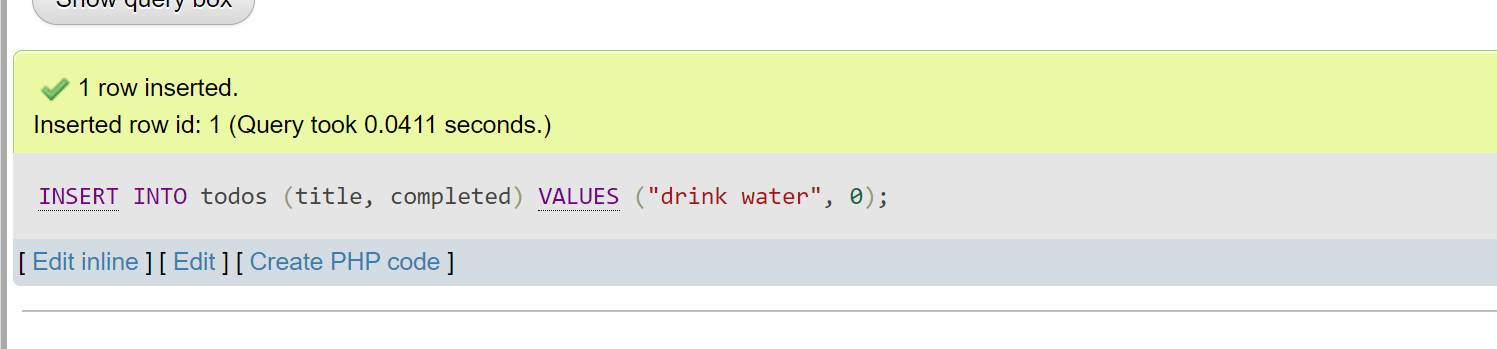 Show query box
1 row inserted.
Inserted row id: 1 (Query took 0.0411 seconds.)
INSERT INTO todos (title, completed) VALUES ("drink water", 0);
[ Edit inline ] [ Edit ] [ Create PHP code ]